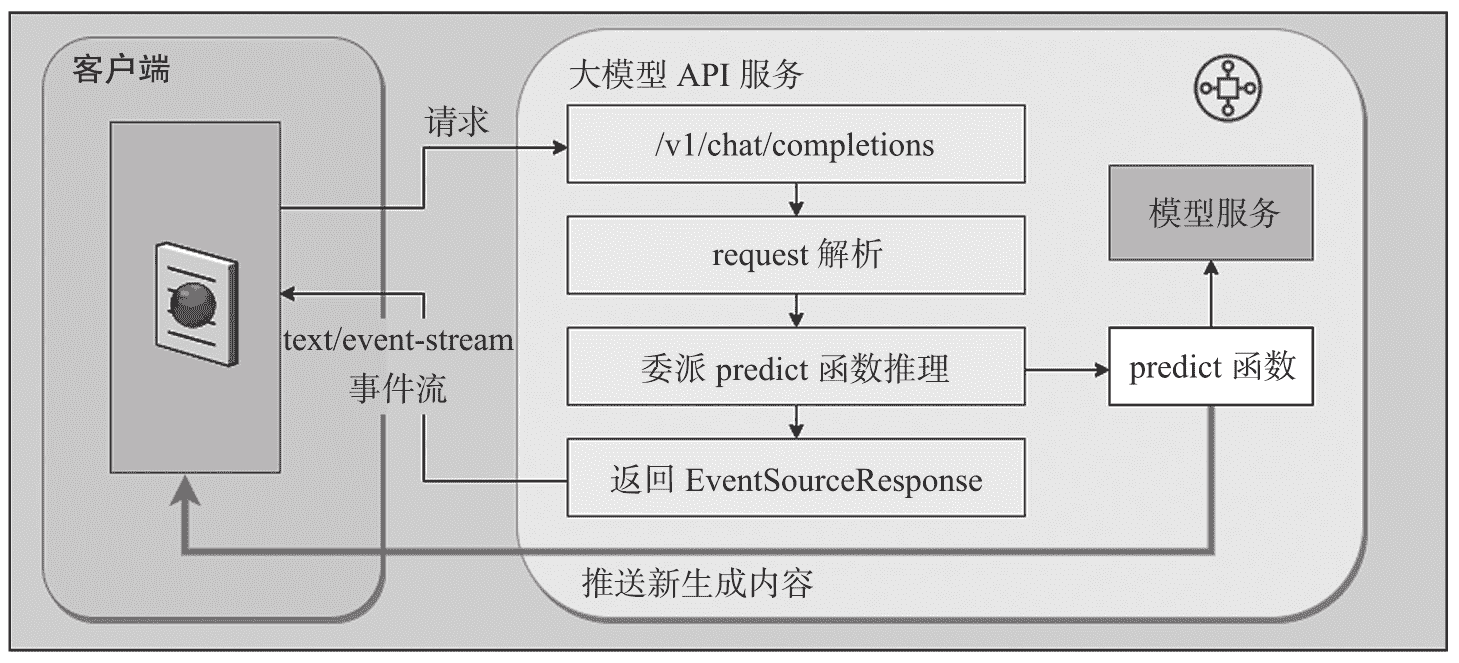 客户端
请求
text/event-stream
事件流
大模型 API 服务
/v1/chat/completions
request 解析
委派 predict 函数推理
返回 EventSourceResponse
模型服务
predict 函数
推送新生成内容